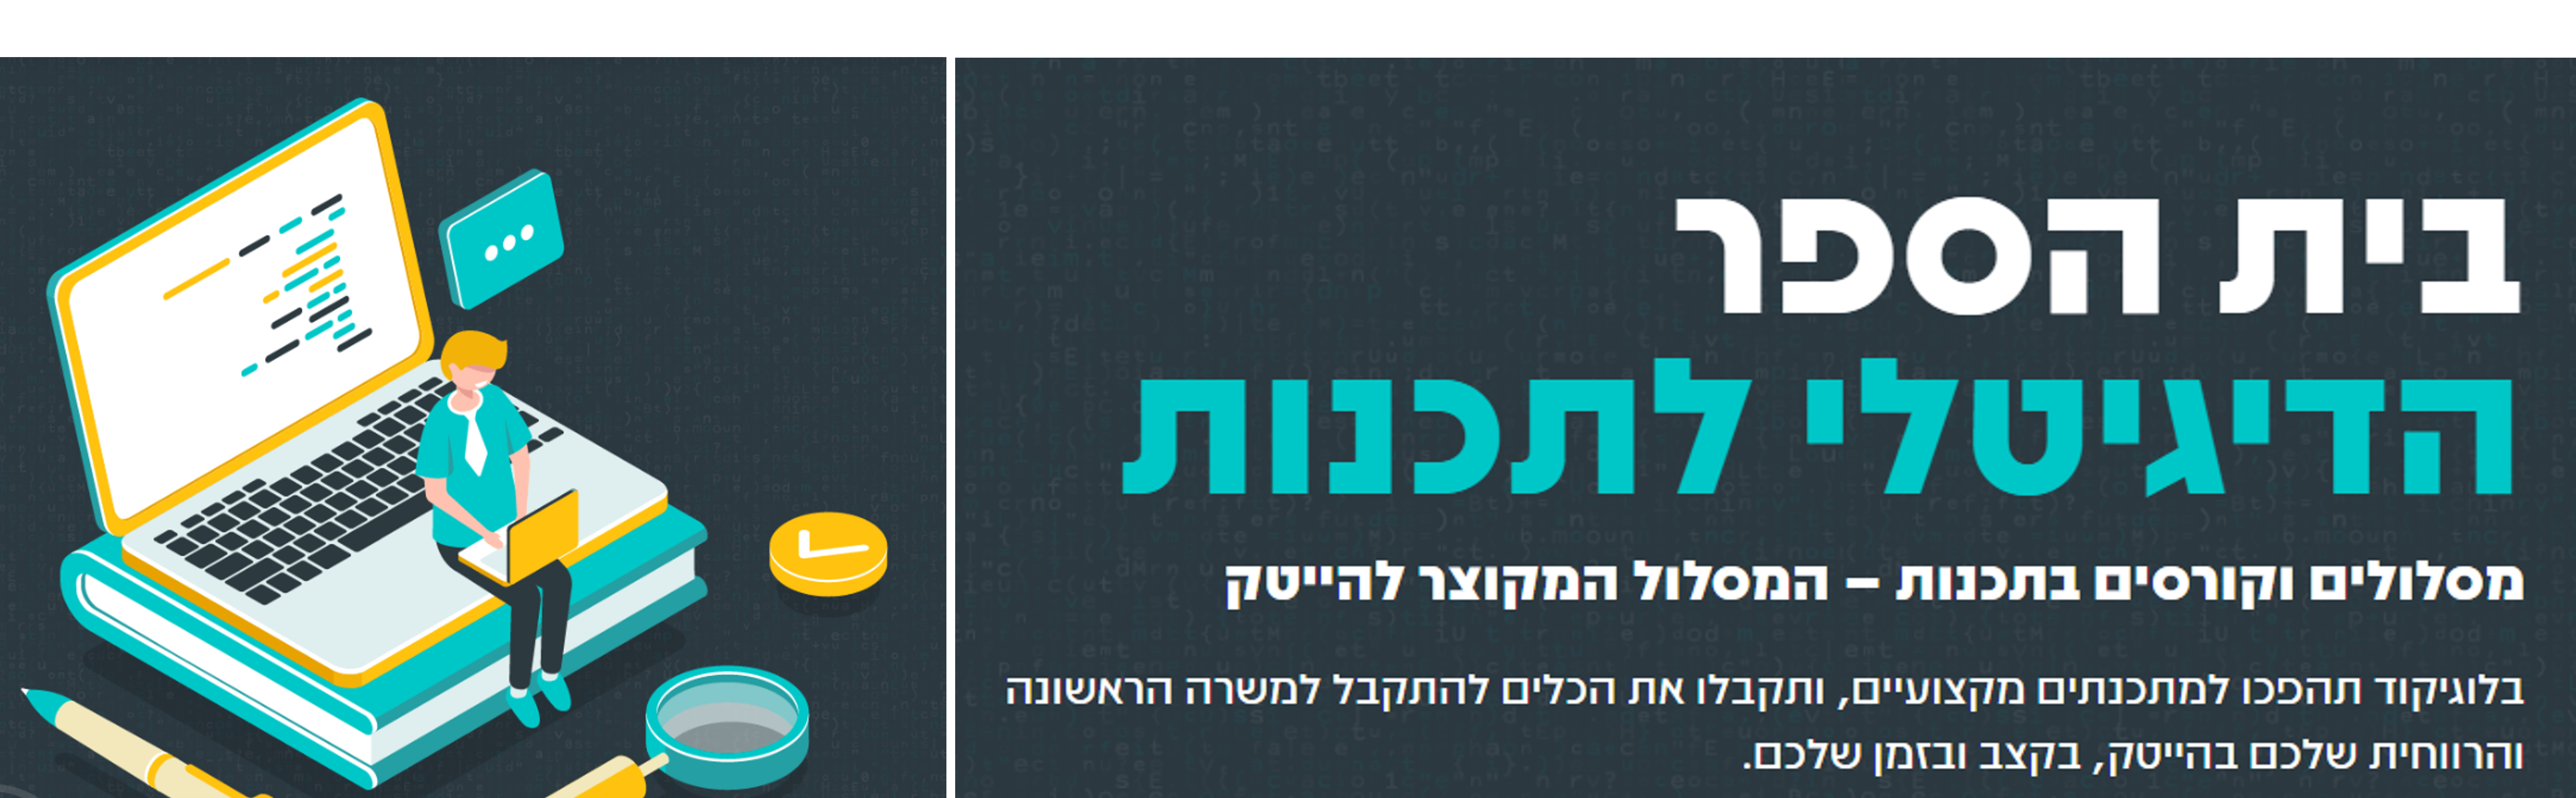 בית הספר
הדיגיטלי לתכנות
מסלולים וקורסים בתכנות – המסלול המקוצר להייטק
בלוגיקוד תהפכו למתכנתים מקצועיים, ותקבלו את הכלים להתקבל למשרה הראשונה
והרווחית שלכם בהייטק, בקצב ובזמן שלכם.